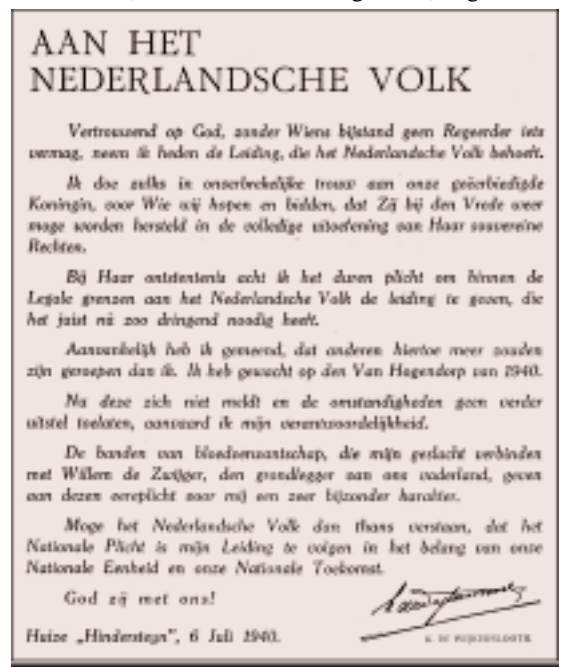 AAN HET
NEDERLANDSCHE VOLK
Vertrouwend op God, zonder Wiens bijstand geen Regeerder iets
vermag, neem ik heden de Leiding, die het Nederlandsche Volk behoeft.
Ik doe zulks in onverbrekelijke trouw aan onze geëerbiedigde
Koningin, voor Wie wij hopen en bidden, dat Zij bij den Vrede weer
moge worden hersteld in de volledige uitoefening van Haar souvereine
Rechten.
Bij Haar ontstentenis acht ik het duren plicht om binnen de
Legale grenzen aan het Nederlandsche Volk de leiding te geven, die
het juist nà zoo dringend noodig heeft.
Aanvankelijk heb ik gemeend, dat anderen hiertoe meer zouden
zijn geroepen dan ik. Ik heb gewacht op den Van Hogendorp van 1940.
Nu deze zich niet meldt en de omstandigheden geen verder
uitstel toelaten, aanvaard ik mijn verantwoordelijkheid.
De banden van bloedverwantschap, die mijn geslacht verbinden
met Willem de Zwijger, den grondlegger van ons vaderland, geven
aan dezen eereplicht voor mij een zeer bijzonder karakter.
Moge het Nederlandsche Volk dan thans verstaan, dat het
Nationale Plicht is mijn Leiding te volgen in het belang van onze
Nationale Eenheid en onze Nationale Toekomst.
God zij met ons!
Huize „Hindersteyn”, 6 Juli 1940.
DE WIJKERSLOOTH